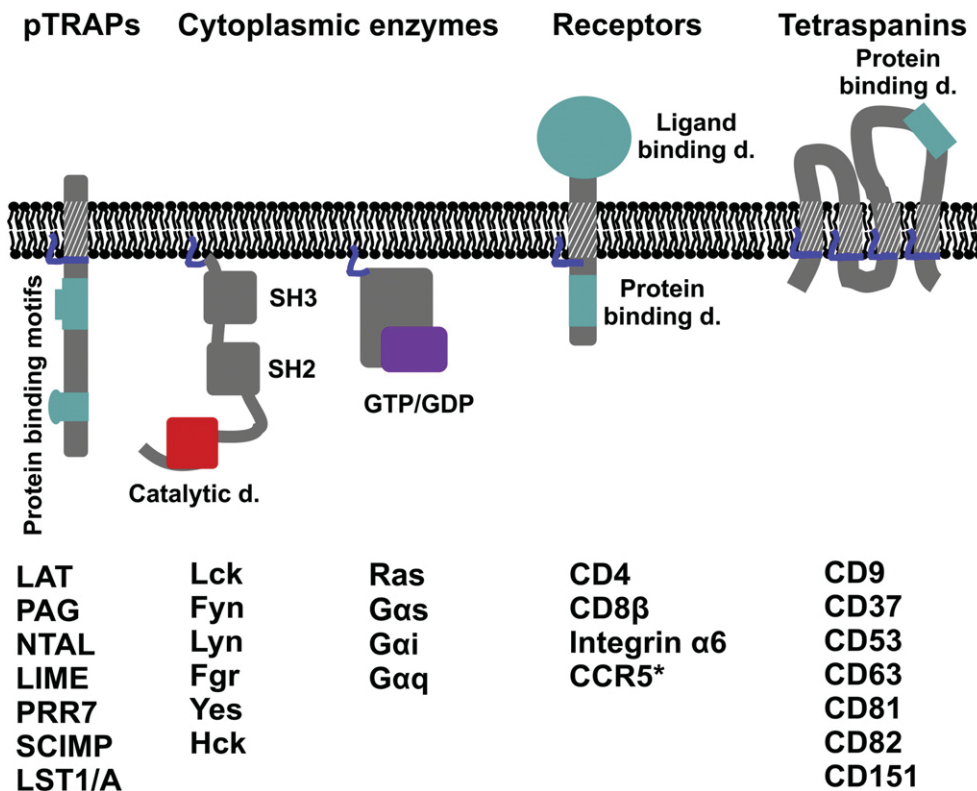 pTRAPs
Cytoplasmic enzymes
Receptors
Tetraspanins
Protein
binding d.
Ligand
binding d.
Protein binding motifs
SH3
SH2
Catalytic d.
GTP/GDP
Protein
binding d.
LAT
PAG
NTAL
LIME
PRR7
SCIMP
LST1/A
Lck
Fyn
Lyn
Fgr
Yes
Hck
Ras
Gαs
Gαi
Gαq
CD4
CD8β
Integrin α6
CCR5*
CD9
CD37
CD53
CD63
CD81
CD82
CD151